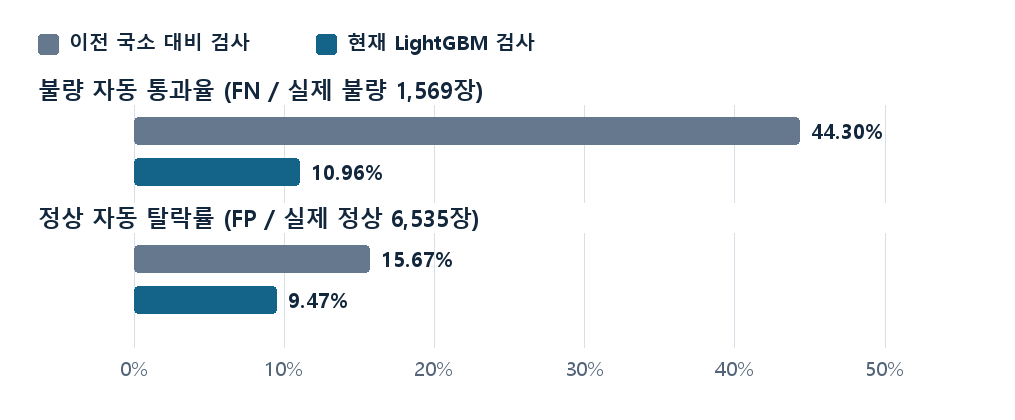 이전 국소 대비 검사 현재 LightGBM 검사
불량 자동 통과율 (FN / 실제 불량 1,569장)
44.30%
10.96%
정상 자동 탈락률 (FP / 실제 정상 6,535장)
15.67%
9.47%
0% 10% 20% 30% 40% 50%